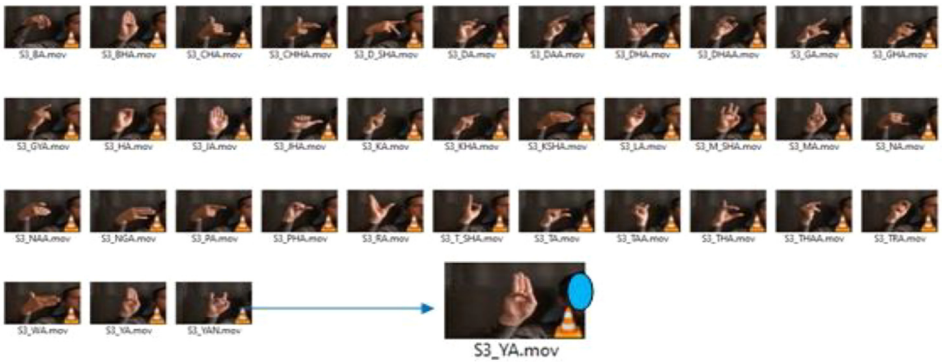 S3_BA.mov S3_BHA.mov S3_CHA.mov S3_CHHA.mov S3_D_SHA.mov S3_DA.mov S3_DAA.mov S3_DHA.mov S3_DHAA.mov S3_GA.mov S3_GHA.mov
S3_GYA.mov S3_HA.mov S3_JA.mov S3_JHA.mov S3_KA.mov S3_KHA.mov S3_KSHA.mov S3_LA.mov S3_M_SHA.mov S3_MA.mov S3_NA.mov
S3_NAA.mov S3_NGA.mov S3_PA.mov S3_PHA.mov S3_RA.mov S3_T_SHA.mov S3_TA.mov S3_TAA.mov S3_THA.mov S3_THAA.mov S3_TRA.mov
S3_WA.mov S3_YA.mov S3_YAN.mov
S3_YA.mov